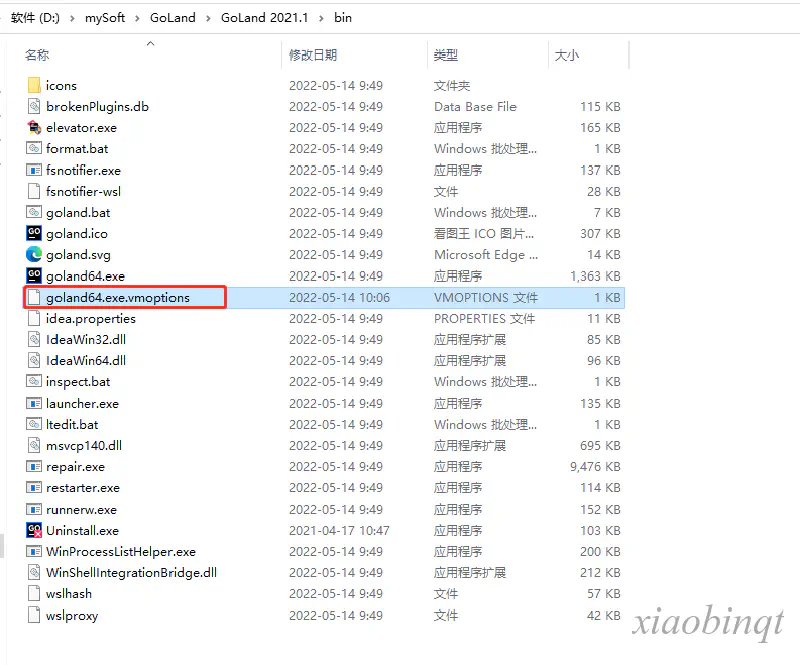 软件 (D:) > mySoft > GoLand > GoLand 2021.1 > bin
名称 修改日期 类型 大小
icons 2022-05-14 9:49 文件夹
brokenPlugins.db 2022-05-14 9:49 Data Base File 115 KB
elevator.exe 2022-05-14 9:49 应用程序 165 KB
format.bat 2022-05-14 9:49 Windows 批处理... 1 KB
fsnotifier.exe 2022-05-14 9:49 应用程序 137 KB
fsnotifier-wsl 2022-05-14 9:49 文件 28 KB
goland.bat 2022-05-14 9:49 Windows 批处理... 7 KB
goland.ico 2022-05-14 9:49 看图王 ICO 图片... 307 KB
goland.svg 2022-05-14 9:49 Microsoft Edge ... 14 KB
goland64.exe 2022-05-14 9:49 应用程序 1,363 KB
goland64.exe.vmoptions 2022-05-14 10:06 VMOPTIONS 文件 1 KB
idea.properties 2022-05-14 9:49 PROPERTIES 文件 11 KB
IdeaWin32.dll 2022-05-14 9:49 应用程序扩展 85 KB
IdeaWin64.dll 2022-05-14 9:49 应用程序扩展 96 KB
inspect.bat 2022-05-14 9:49 Windows 批处理... 1 KB
launcher.exe 2022-05-14 9:49 应用程序 135 KB
ltedit.bat 2022-05-14 9:49 Windows 批处理... 1 KB
msvcp140.dll 2022-05-14 9:49 应用程序扩展 695 KB
repair.exe 2022-05-14 9:49 应用程序 9,476 KB
restarter.exe 2022-05-14 9:49 应用程序 114 KB
runnerw.exe 2022-05-14 9:49 应用程序 152 KB
Uninstall.exe 2021-04-17 10:47 应用程序 103 KB
WinProcessListHelper.exe 2022-05-14 9:49 应用程序 200 KB
WinShellIntegrationBridge.dll 2022-05-14 9:49 应用程序扩展 212 KB
wslhash 2022-05-14 9:49 文件 57 KB
wslproxy 2022-05-14 9:49 文件 42 KB
xiaobinqt